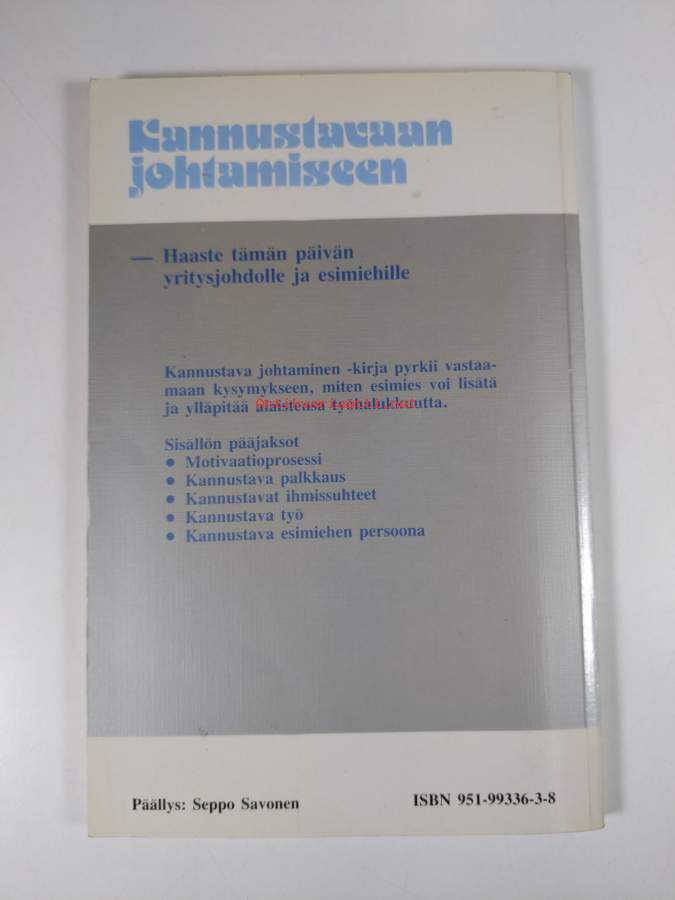 Kannustavaan
johtamiseen
— Haaste tämän päivän
yritysjohdolle ja esimiehille
Kannustava johtaminen -kirja pyrkii vastaa-
maan kysymykseen, miten esimies voi lisätä
ja ylläpitää alaistensa työhalukkuutta.
Sisällön pääjaksot
• Motivaatioprosessi
• Kannustava palkkaus
• Kannustavat ihmissuhteet
• Kannustava työ
• Kannustava esimiehen persoona
Päällys: Seppo Savonen
ISBN 951-99336-3-8